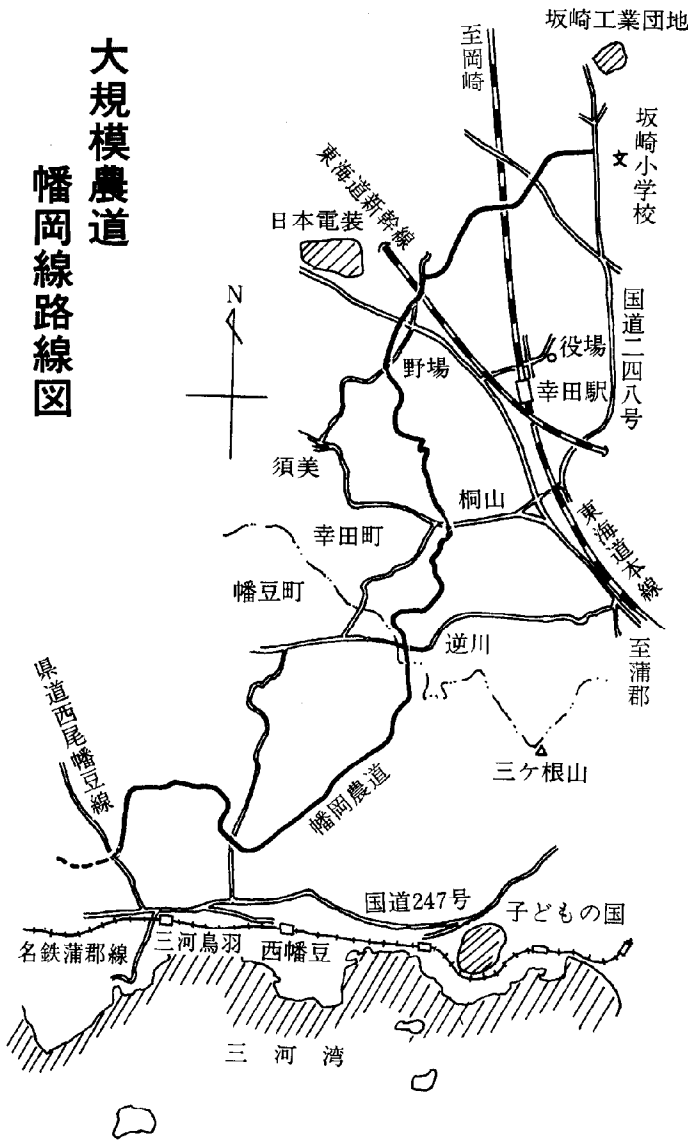 大規模農道
幡岡線路線図
坂崎工業団地
至岡崎
坂崎小学校
文
東海道新幹線
日本電装
N
国道二四八号
役場
野場
幸田駅
須美
桐山
幸田町
東海道本線
幡豆町
逆川
至蒲郡
県道西尾幡豆線
三ケ根山
幡岡農道
国道247号
子どもの国
名鉄蒲郡線
三河鳥羽
西幡豆
三河湾